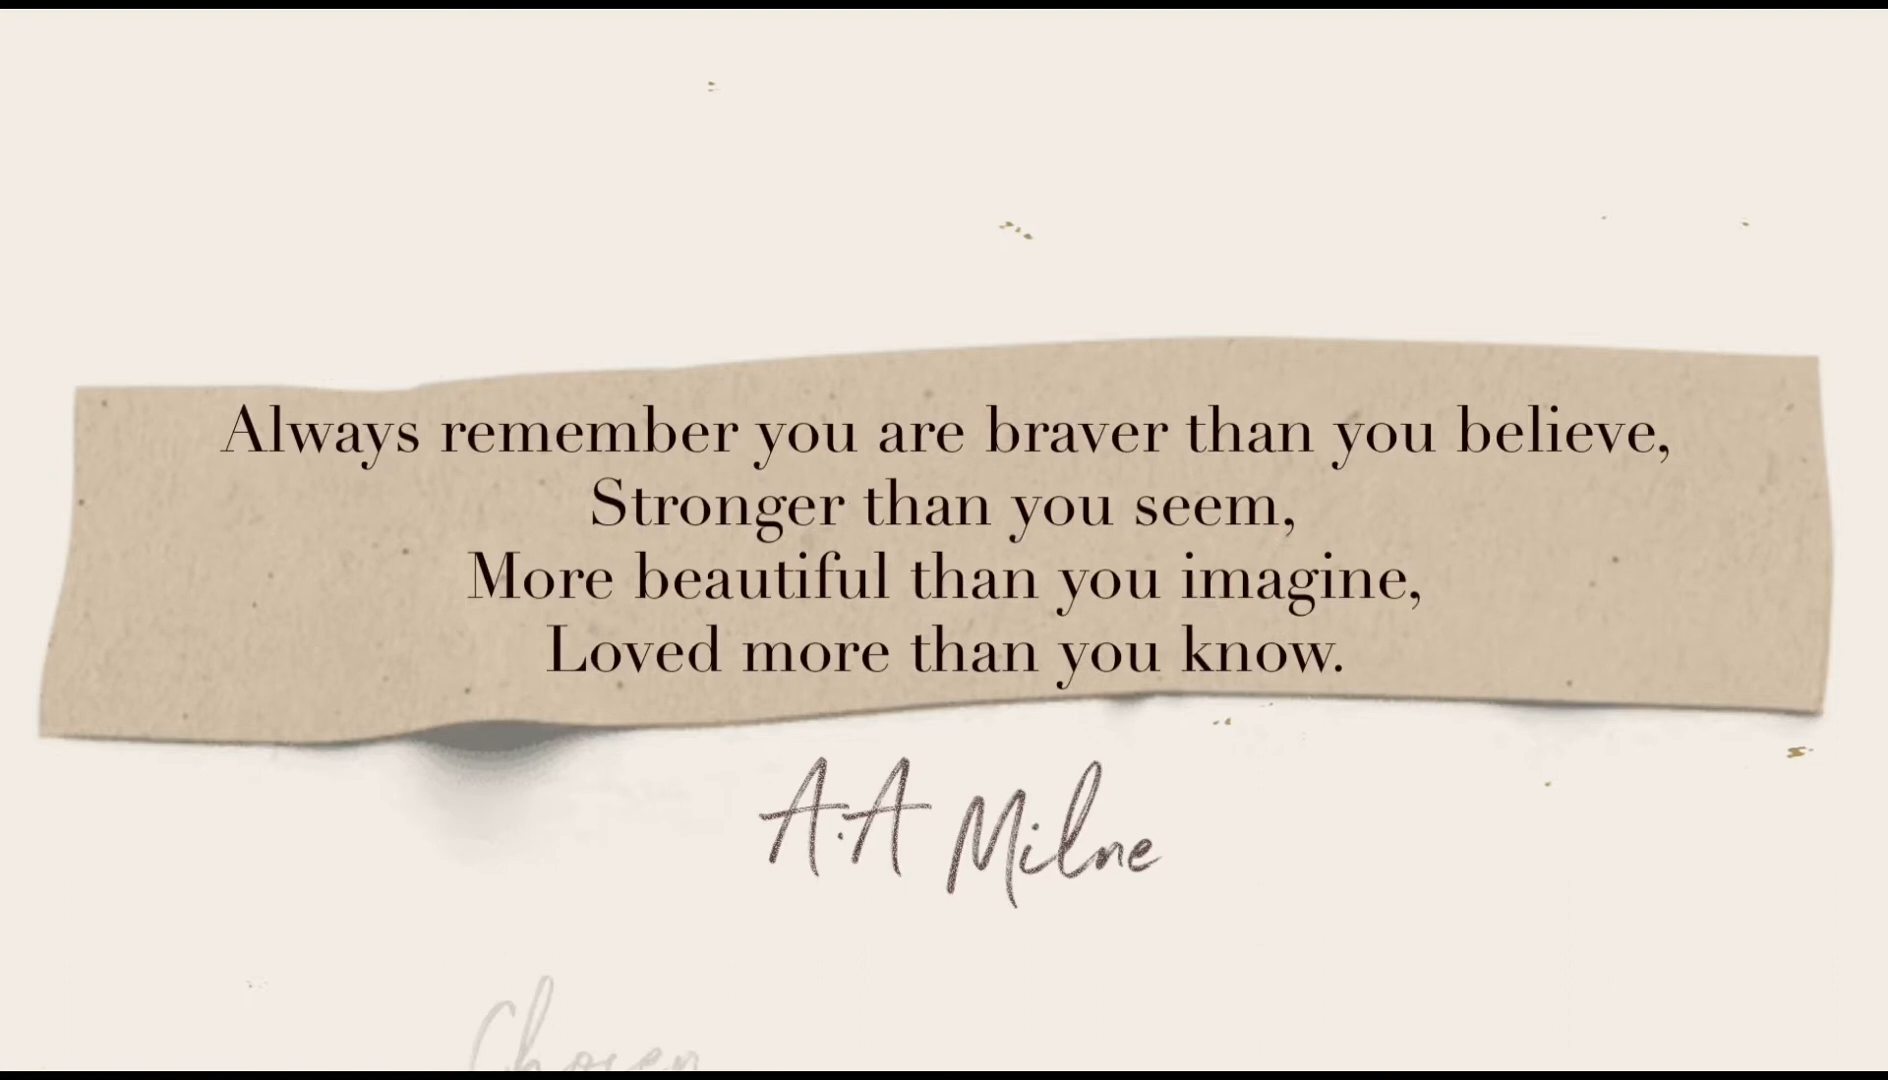 Always remember you are braver than you believe,
Stronger than you seem,
More beautiful than you imagine,
Loved more than you know.
A.A Milne
Chosen